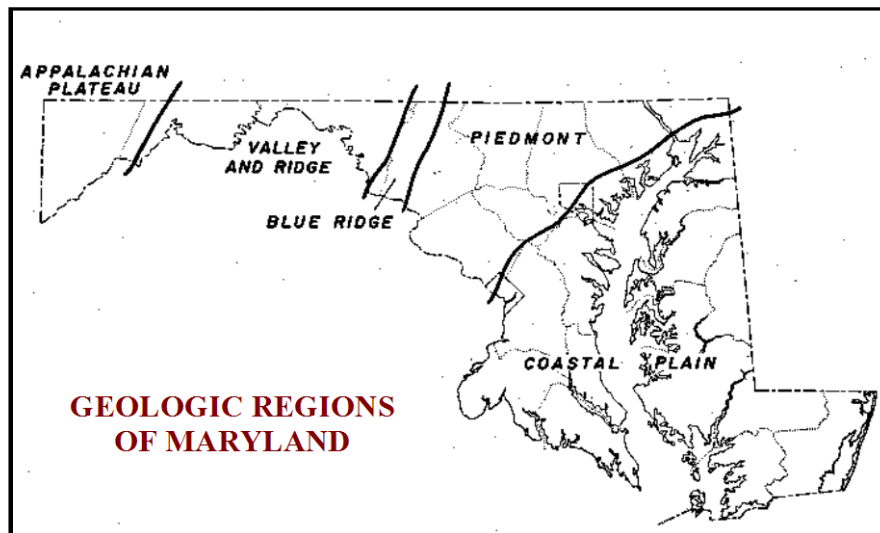 APPALACHIAN
PLATEAU
VALLEY
AND RIDGE
BLUE RIDGE
PIEDMONT
COASTAL PLAIN
GEOLOGIC REGIONS
OF MARYLAND